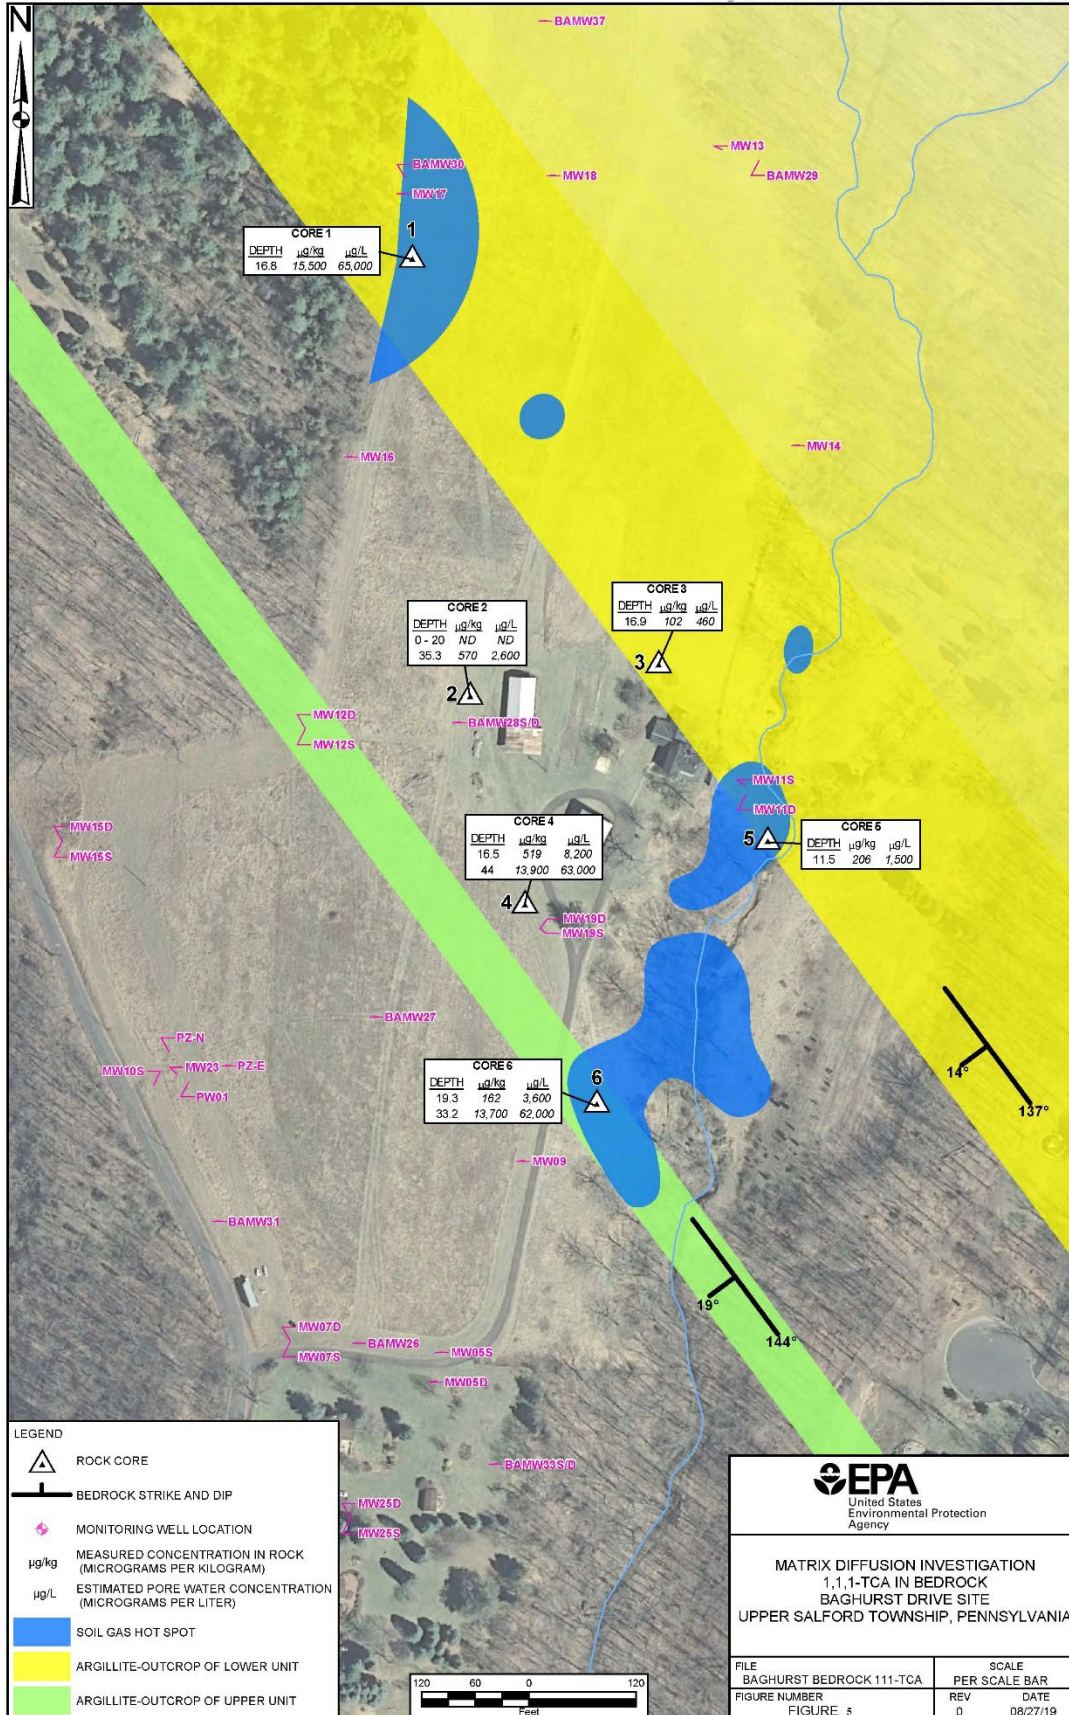 N
BAMW37
MW13
BAMW30
MW18
BAMW29
MW17
1
CORE 1
DEPTH µg/kg µg/L
16.8 15,500 65,000
MW14
MW16
CORE 3
DEPTH µg/kg µg/L
16.9 102 460
CORE 2
DEPTH µg/kg µg/L
0 - 20 ND ND
35.3 570 2,600
3
2
MW12D
BAMW28S/D
MW12S
MW11S
MW11D
MW15D
MW15S
CORE 4
DEPTH µg/kg µg/L
16.5 519 8,200
44 13,900 63,000
5
CORE 5
DEPTH µg/kg µg/L
11.5 206 1,500
4
MW19D
MW19S
BAMW27
PZ-N
MW10S
MW23
PZ-E
PW01
CORE 6
DEPTH µg/kg µg/L
19.3 162 3,600
33.2 13,700 62,000
6
14°
137°
MW09
BAMW31
19°
144°
MW07D
BAMW26
MW07S
MW05S
MW05D
BAMW33S/D
MW25D
MW25S
LEGEND
ROCK CORE
BEDROCK STRIKE AND DIP
MONITORING WELL LOCATION
µg/kg MEASURED CONCENTRATION IN ROCK
(MICROGRAMS PER KILOGRAM)
µg/L ESTIMATED PORE WATER CONCENTRATION
(MICROGRAMS PER LITER)
SOIL GAS HOT SPOT
ARGILLITE-OUTCROP OF LOWER UNIT
ARGILLITE-OUTCROP OF UPPER UNIT
120 60 0 120
Feet
EPA
United States
Environmental Protection
Agency
MATRIX DIFFUSION INVESTIGATION
1,1,1-TCA IN BEDROCK
BAGHURST DRIVE SITE
UPPER SALFORD TOWNSHIP, PENNSYLVANIA
FILE
BAGHURST BEDROCK 111-TCA
SCALE
PER SCALE BAR
FIGURE NUMBER
FIGURE 5
REV
0
DATE
08/27/19